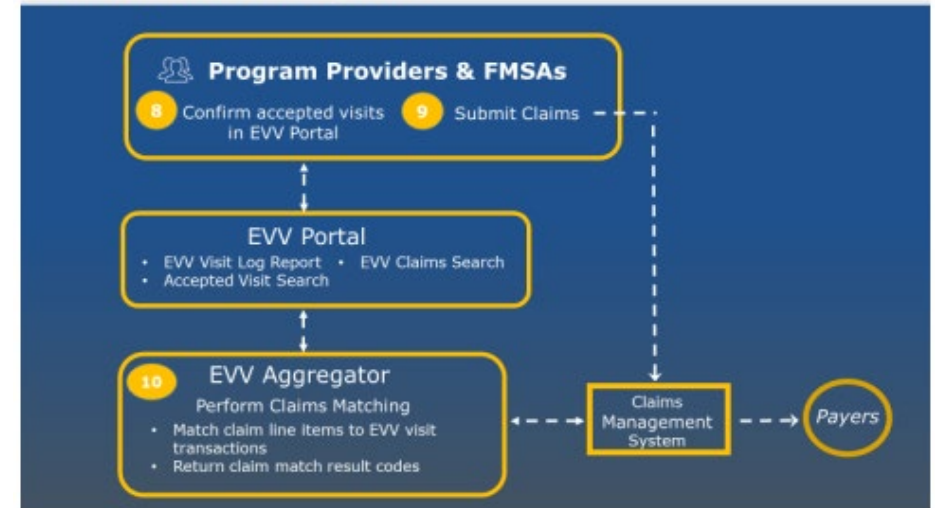 Program Providers & FMSAs
8 Confirm accepted visits
in EVV Portal
9 Submit Claims
EVV Portal
• EVV Visit Log Report • EVV Claims Search
• Accepted Visit Search
10 EVV Aggregator
Perform Claims Matching
• Match claim line items to EVV visit
transactions
• Return claim match result codes
Claims
Management
System
Payers